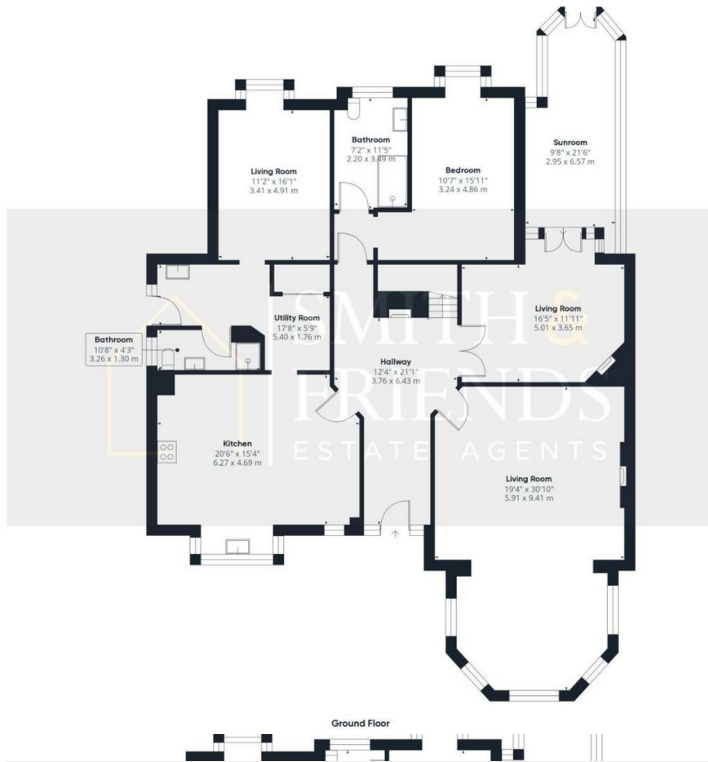 Bathroom
7'2" x 11'5"
2.20 x 3.49 m
Bedroom
10'7" x 15'11"
3.24 x 4.86 m
Sunroom
9'8" x 21'6"
2.95 x 6.57 m
Living Room
11'2" x 16'1"
3.41 x 4.91 m
Utility Room
17'8" x 5'9"
5.40 x 1.76 m
Living Room
16'5" x 11'11"
5.01 x 3.65 m
Bathroom
10'8" x 4'3"
3.26 x 1.30 m
Hallway
12'4" x 21'1"
3.76 x 6.43 m
Kitchen
20'6" x 15'4"
6.27 x 4.69 m
Living Room
19'4" x 30'10"
5.91 x 9.41 m
SMITH &
FRIENDS
ESTATE AGENTS
Ground Floor